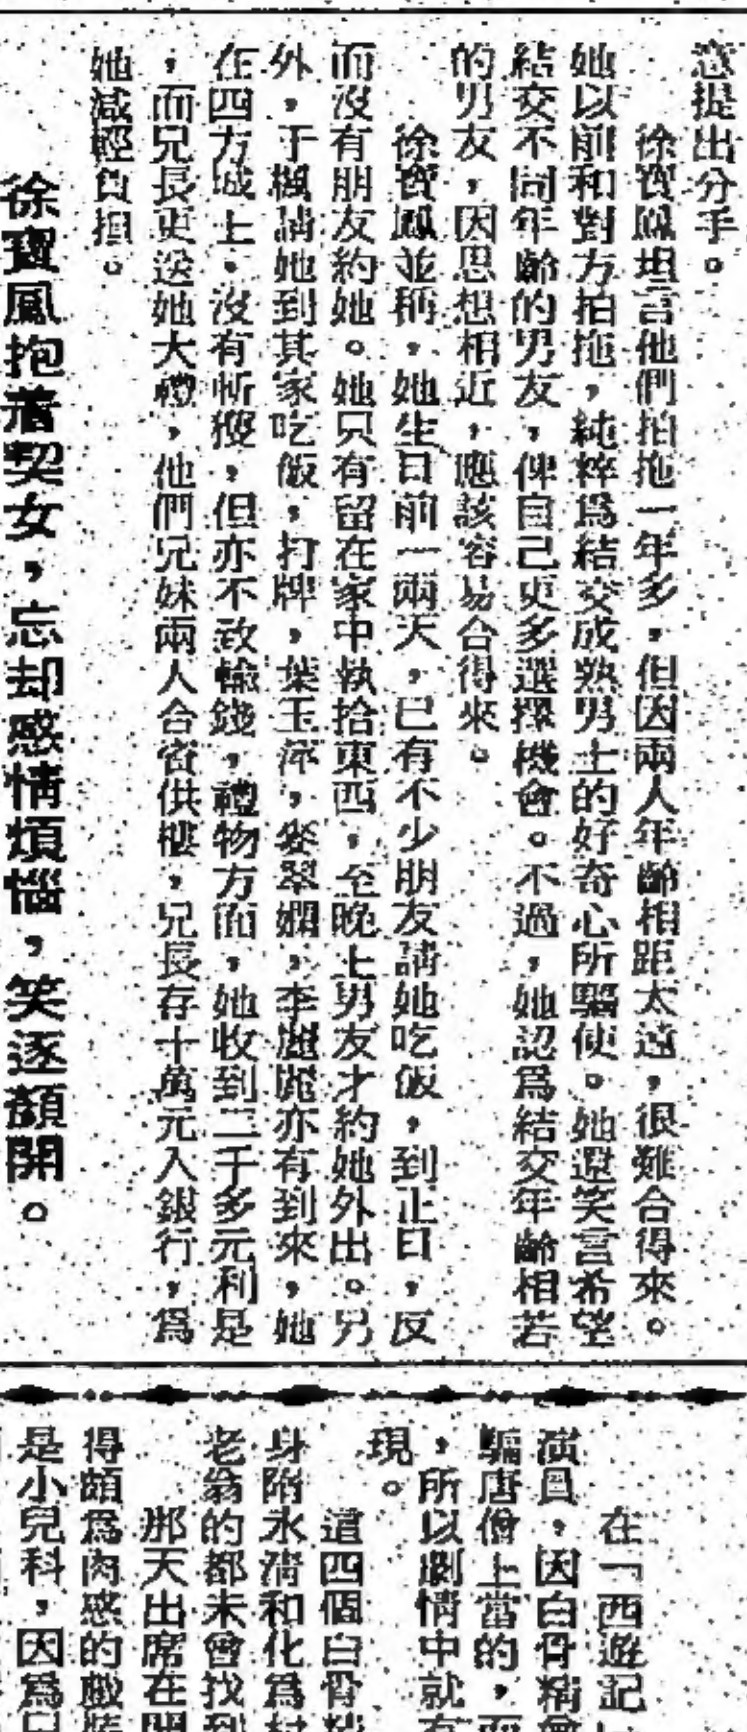 意提出分手。
徐寶鳳坦言他們拍拖一年多，但因兩人年齡相距太遠，很難合得來。
她以前和對方拍拖，純粹為結交成熟男士的好奇心所驅使。她還笑言希望
結交不同年齡的男友，俾自己更多選擇機會。不過，她認為結交年齡相若
的男友，因思想相近，應該容易合得來。
徐寶鳳並稱，她生日前一兩天，已有不少朋友請她吃飯，到正日，反
而沒有朋友約她。她只有留在家中執拾東西，至晚上男友才約她外出。另
外，于楓請她到其家吃飯，打牌，葉玉萍，麥翠嫻，李麗麗亦有到來，她
在四方城上，沒有斬獲，但亦不致輸錢，禮物方面，她收到二千多元利是
，而兄長更送她大禮，他們兄妹兩人合資供樓，兄長存十萬元入銀行，為
她減輕負担。
徐寶鳳抱着契女，忘却感情煩惱，笑逐顏開。
在「西遊記
演員，因白骨精會
騙唐僧上當的，而
，所以劇情中就有
現。
這四個白骨精
身陷水清和化為村
老翁的都未曾找到
那天出席在開
得頗為肉感的戲裝
是小兒科，因為